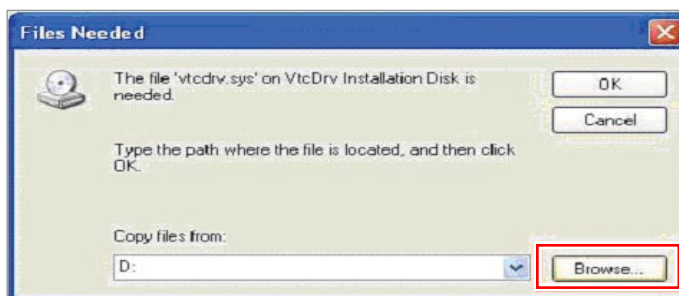 Files Needed
The file 'vtcdrv.sys' on VtcDrv Installation Disk is
needed.
OK
Cancel
Type the path where the file is located, and then click
OK.
Copy files from:
D:
Browse...